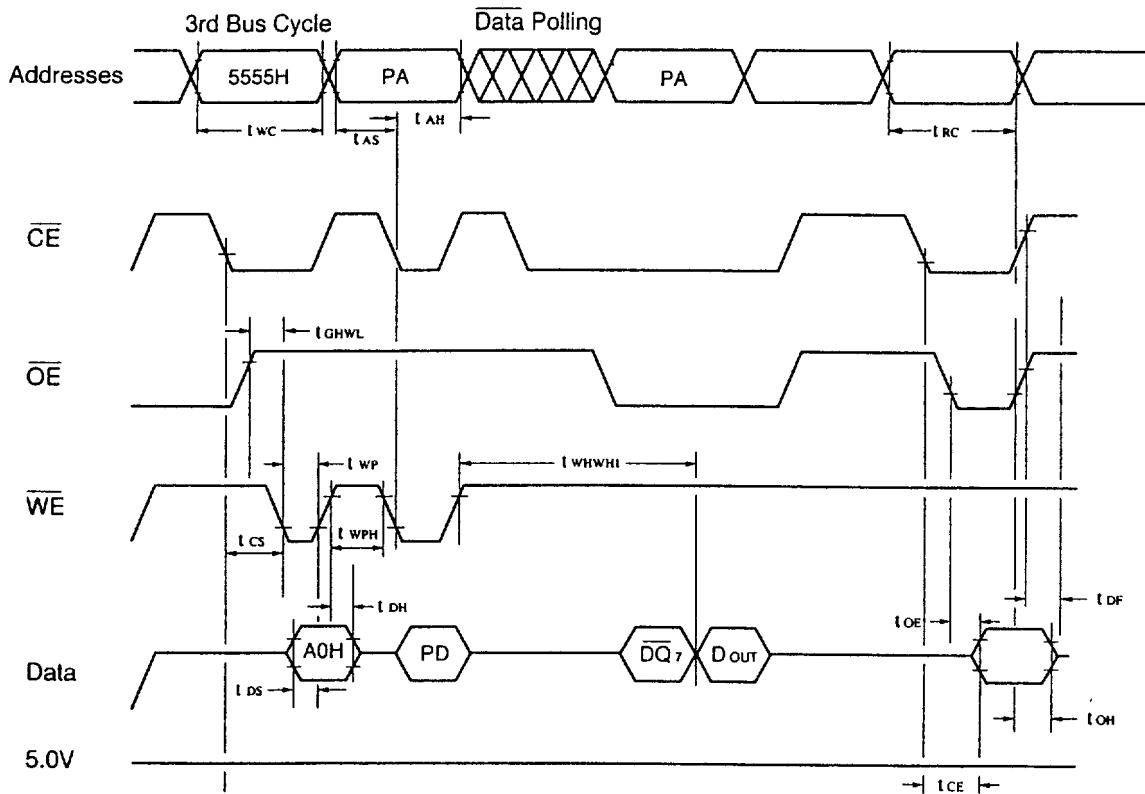 3rd Bus Cycle
Data Polling
Addresses
5555H
PA
PA
t WC
t AS
t AH
t RC
CE
t GHWL
OE
t WP
t WHWH1
WE
t CS
t WPH
t DH
t OE
t DF
Data
A0H
PD
DQ7
DOUT
t DS
t OH
5.0V
t CE